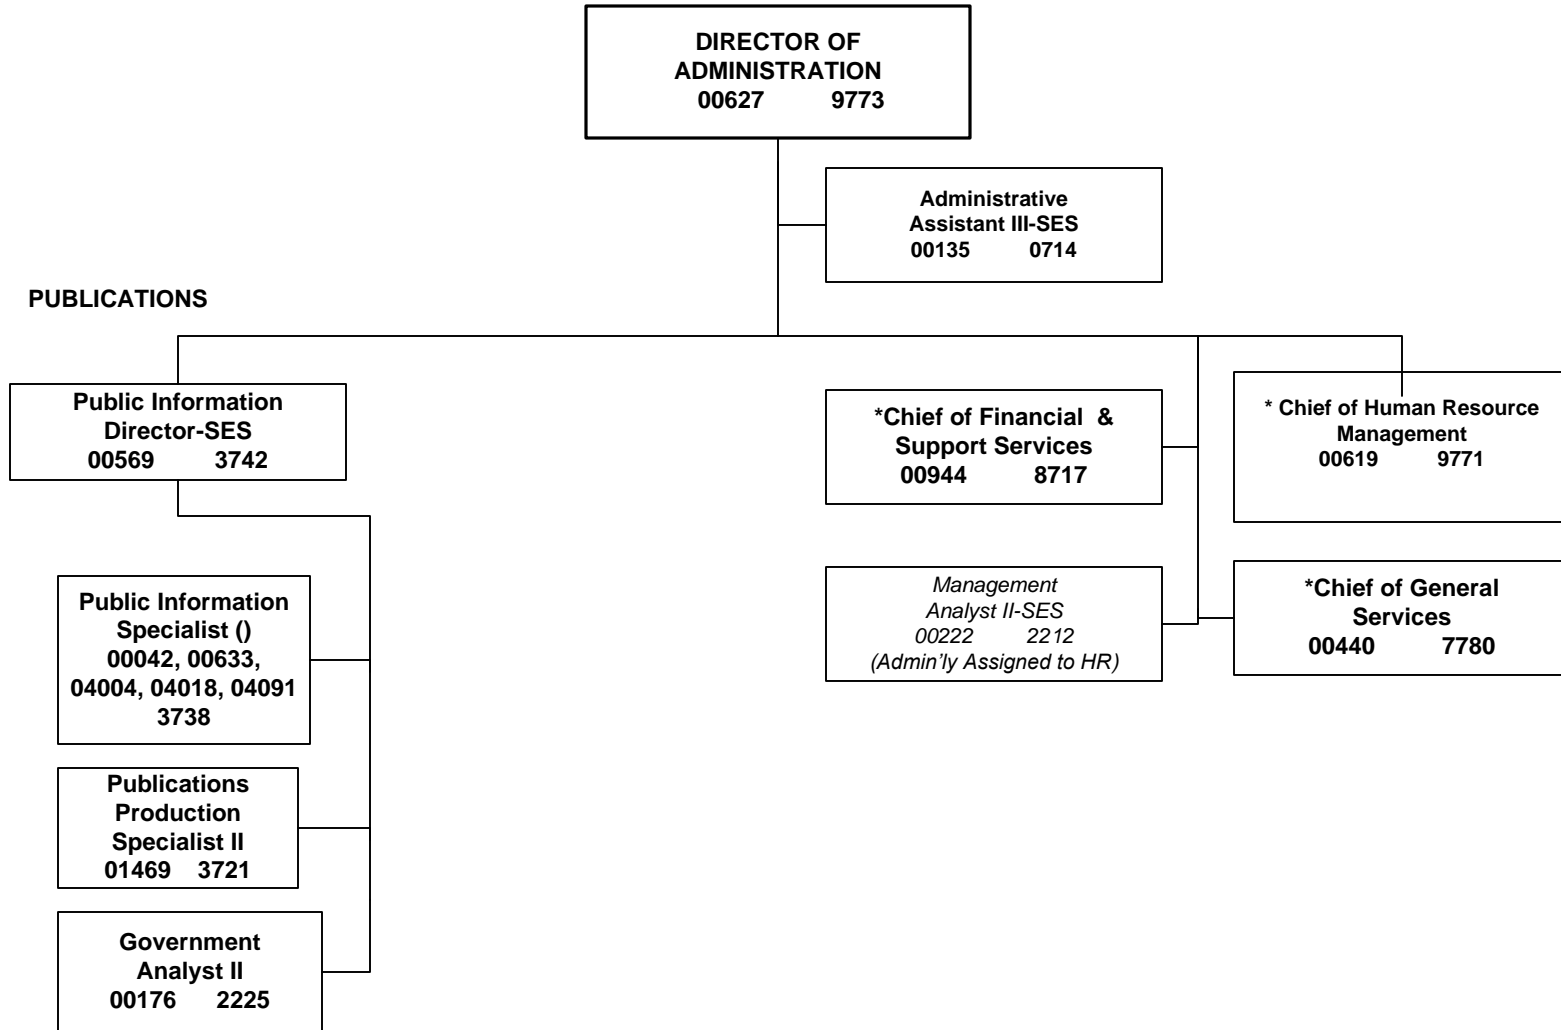 DIRECTOR OF
ADMINISTRATION
00627 9773
Administrative
Assistant III-SES
00135 0714
PUBLICATIONS
Public Information
Director-SES
00569 3742
*Chief of Financial &
Support Services
00944 8717
* Chief of Human Resource
Management
00619 9771
Public Information
Specialist ()
00042, 00633,
04004, 04018, 04091
3738
Management
Analyst II-SES
00222 2212
(Admin'ly Assigned to HR)
*Chief of General
Services
00440 7780
Publications
Production
Specialist II
01469 3721
Government
Analyst II
00176 2225